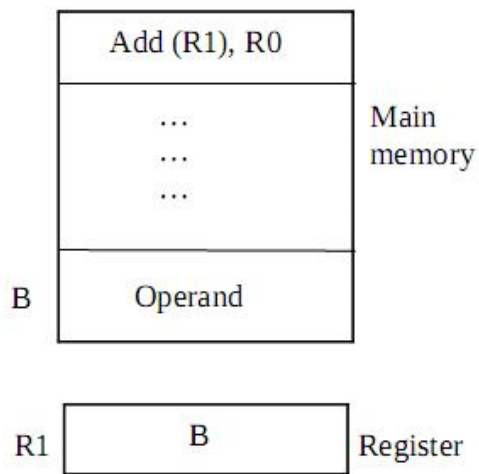 Add (R1), R0
...
...
...
Main
memory
B
Operand
R1
B
Register